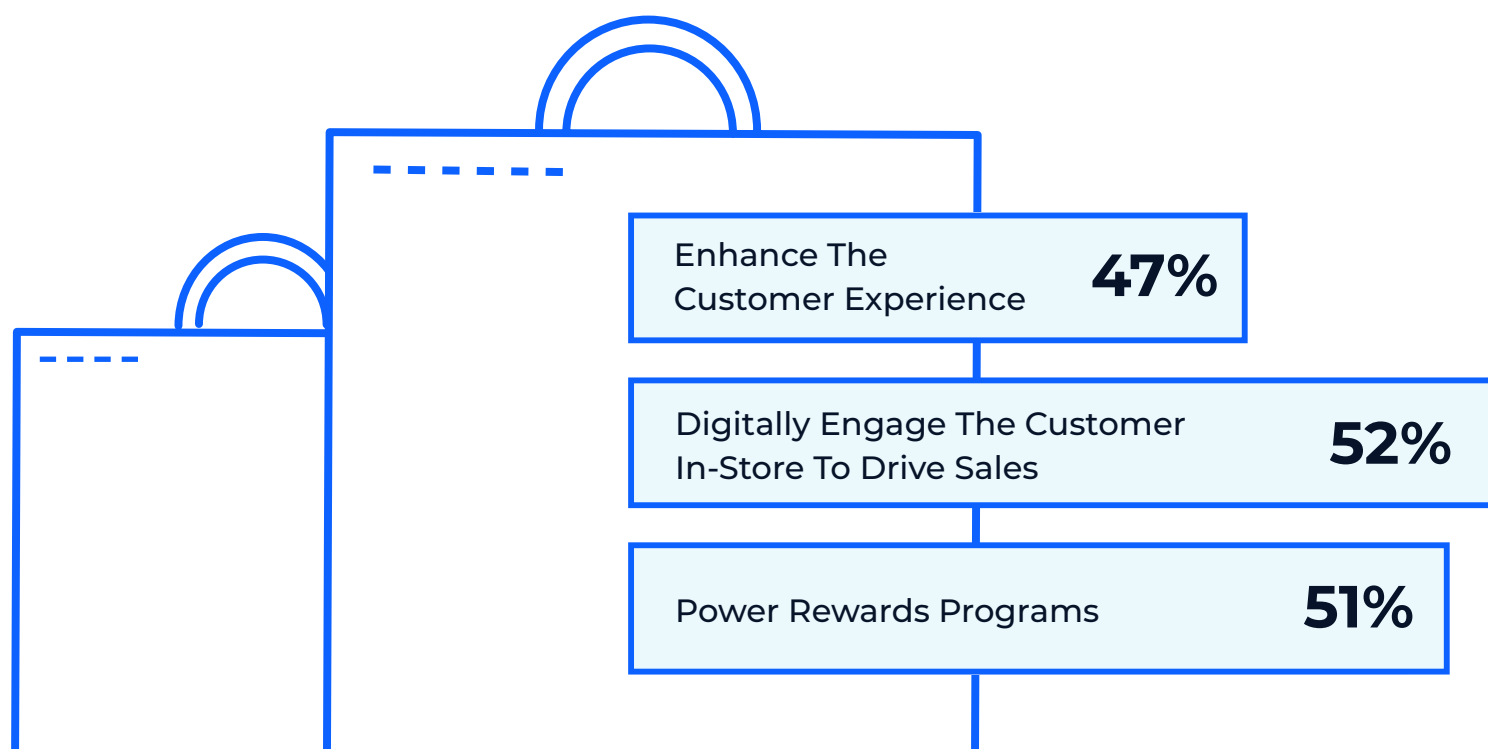 Enhance The
Customer Experience
47%
Digitally Engage The Customer
In-Store To Drive Sales
52%
Power Rewards Programs
51%